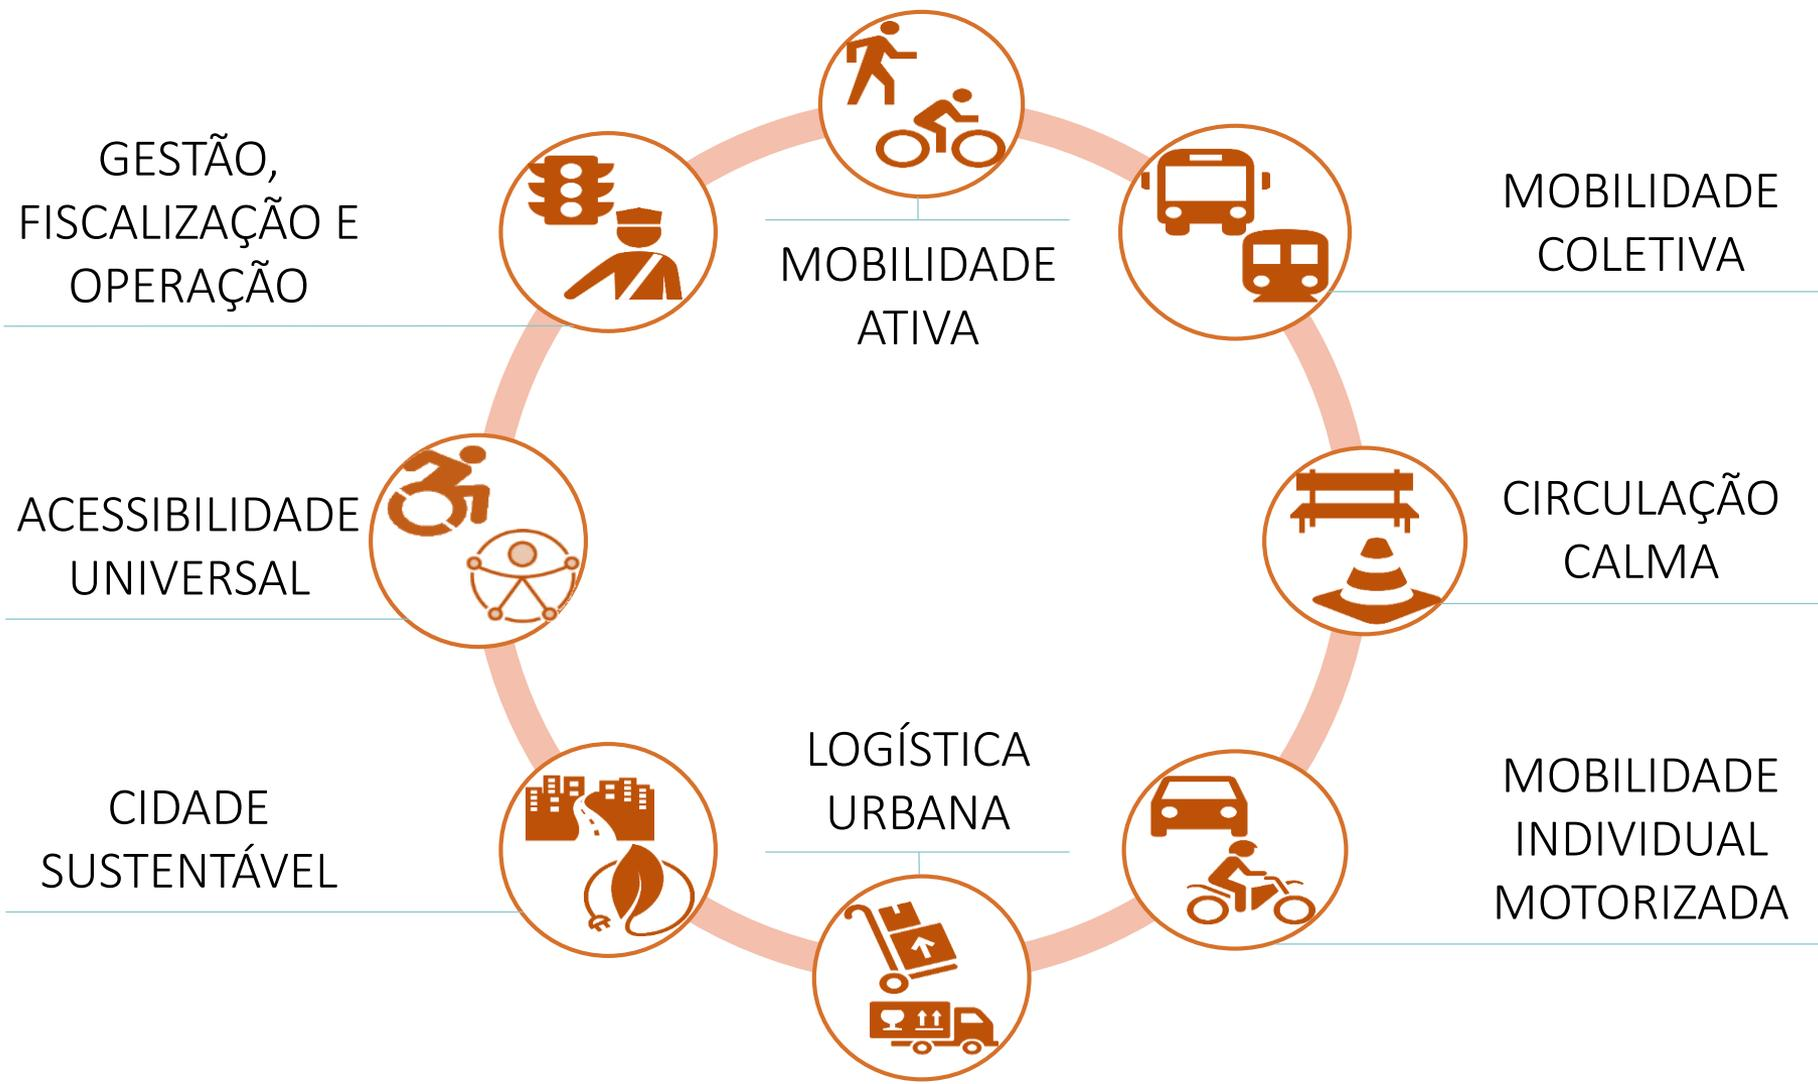 GESTÃO,
FISCALIZAÇÃO E
OPERAÇÃO
MOBILIDADE
ATIVA
MOBILIDADE
COLETIVA
ACESSIBILIDADE
UNIVERSAL
CIRCULAÇÃO
CALMA
CIDADE
SUSTENTÁVEL
LOGÍSTICA
URBANA
MOBILIDADE
INDIVIDUAL
MOTORIZADA